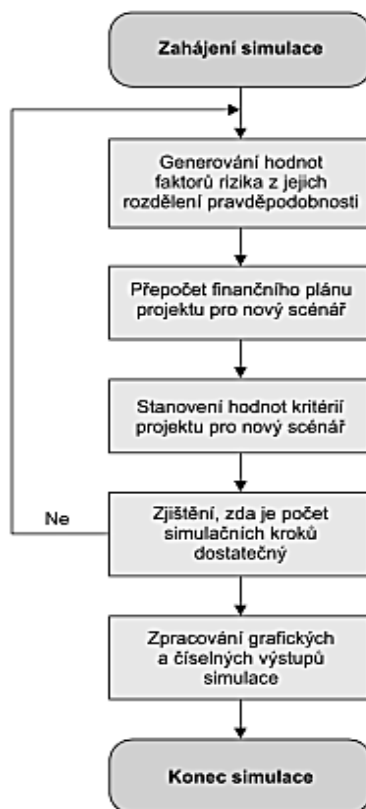 Zahájení simulace
Generování hodnot
faktorů rizika z jejich
rozdělení pravděpodobnosti
Přepočet finančního plánu
projektu pro nový scénář
Stanovení hodnot kritérií
projektu pro nový scénář
Ne
Zjištění, zda je počet
simulačních kroků
dostatečný
Zpracování grafických
a číselných výstupů
simulace
Konec simulace